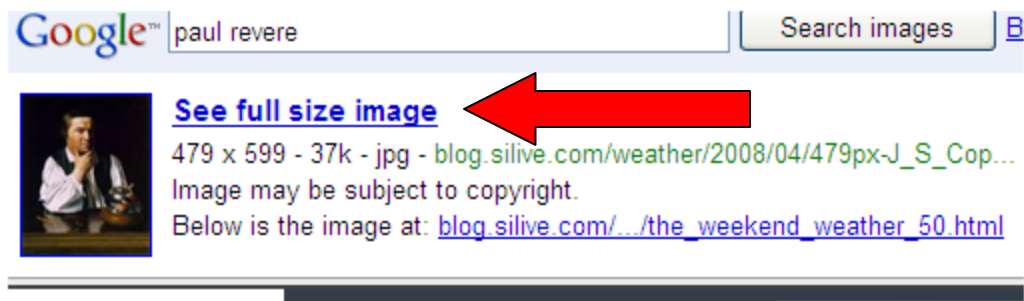 Google™ paul revere Search images B
See full size image
479 x 599 - 37k - jpg - blog.silive.com/weather/2008/04/479px-J_S_Cop...
Image may be subject to copyright.
Below is the image at: blog.silive.com/.../the_weekend_weather_50.html